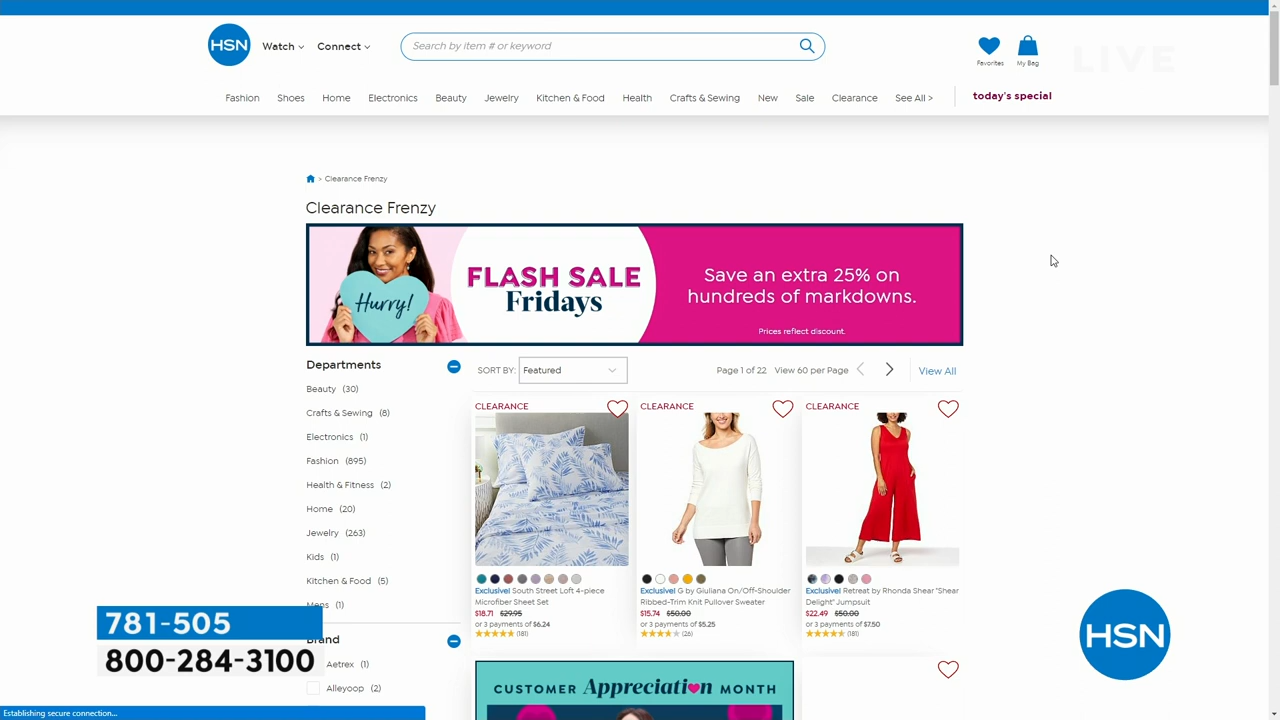 HSN
Watch
Connect
Search by item # or keyword
Favorites
My Bag
LIVE
Fashion Shoes Home Electronics Beauty Jewelry Kitchen & Food Health Crafts & Sewing New Sale Clearance See All > today's special
> Clearance Frenzy
Clearance Frenzy
Hurry!
FLASH SALE
Fridays
Save an extra 25% on
hundreds of markdowns.
Prices reflect discount.
Departments
Beauty (30)
Crafts & Sewing (8)
Electronics (1)
Fashion (895)
Health & Fitness (2)
Home (20)
Jewelry (263)
Kids (1)
Kitchen & Food (5)
Mens (1)
Brand
Aetrex (1)
Alleyoop (2)
SORT BY: Featured
Page 1 of 22 View 60 per Page
View All
CLEARANCE
Exclusive! South Street Loft 4-piece
Microfiber Sheet Set
$18.71 $29.95
or 3 payments of $6.24
(181)
CLEARANCE
Exclusive! G by Giuliana On/Off-Shoulder
Ribbed-Trim Knit Pullover Sweater
$15.74 $50.00
or 3 payments of $5.25
(26)
CLEARANCE
Exclusive! Retreat by Rhonda Shear "Shear
Delight" Jumpsuit
$22.49 $50.00
or 3 payments of $7.50
(181)
CUSTOMER Appreciation MONTH
781-505
800-284-3100
HSN
Establishing secure connection...